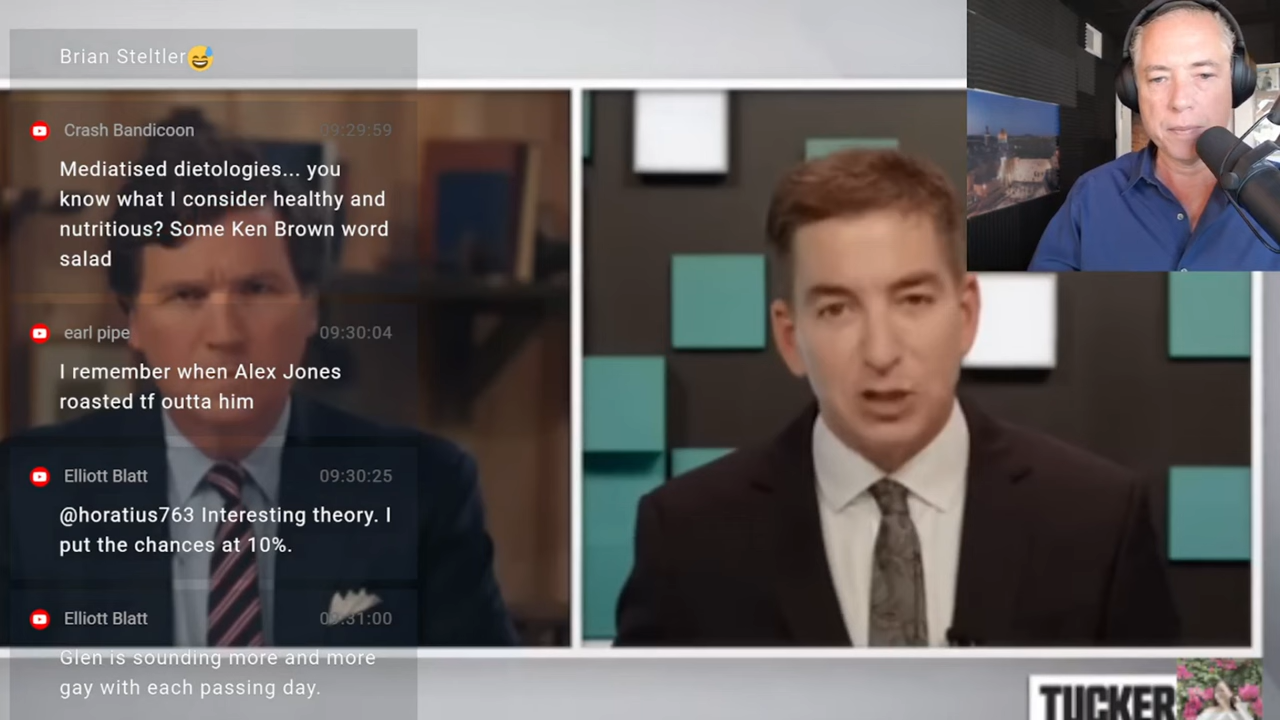 Brian Steltler😅
Crash Bandicoon 09:29:59
Mediatised dietologies... you
know what I consider healthy and
nutritious? Some Ken Brown word
salad
earl pipe 09:30:04
I remember when Alex Jones
roasted tf outta him
Elliott Blatt 09:30:25
@horatius763 Interesting theory. I
put the chances at 10%.
Elliott Blatt 09:31:00
Glen is sounding more and more
gay with each passing day.
TUCKER